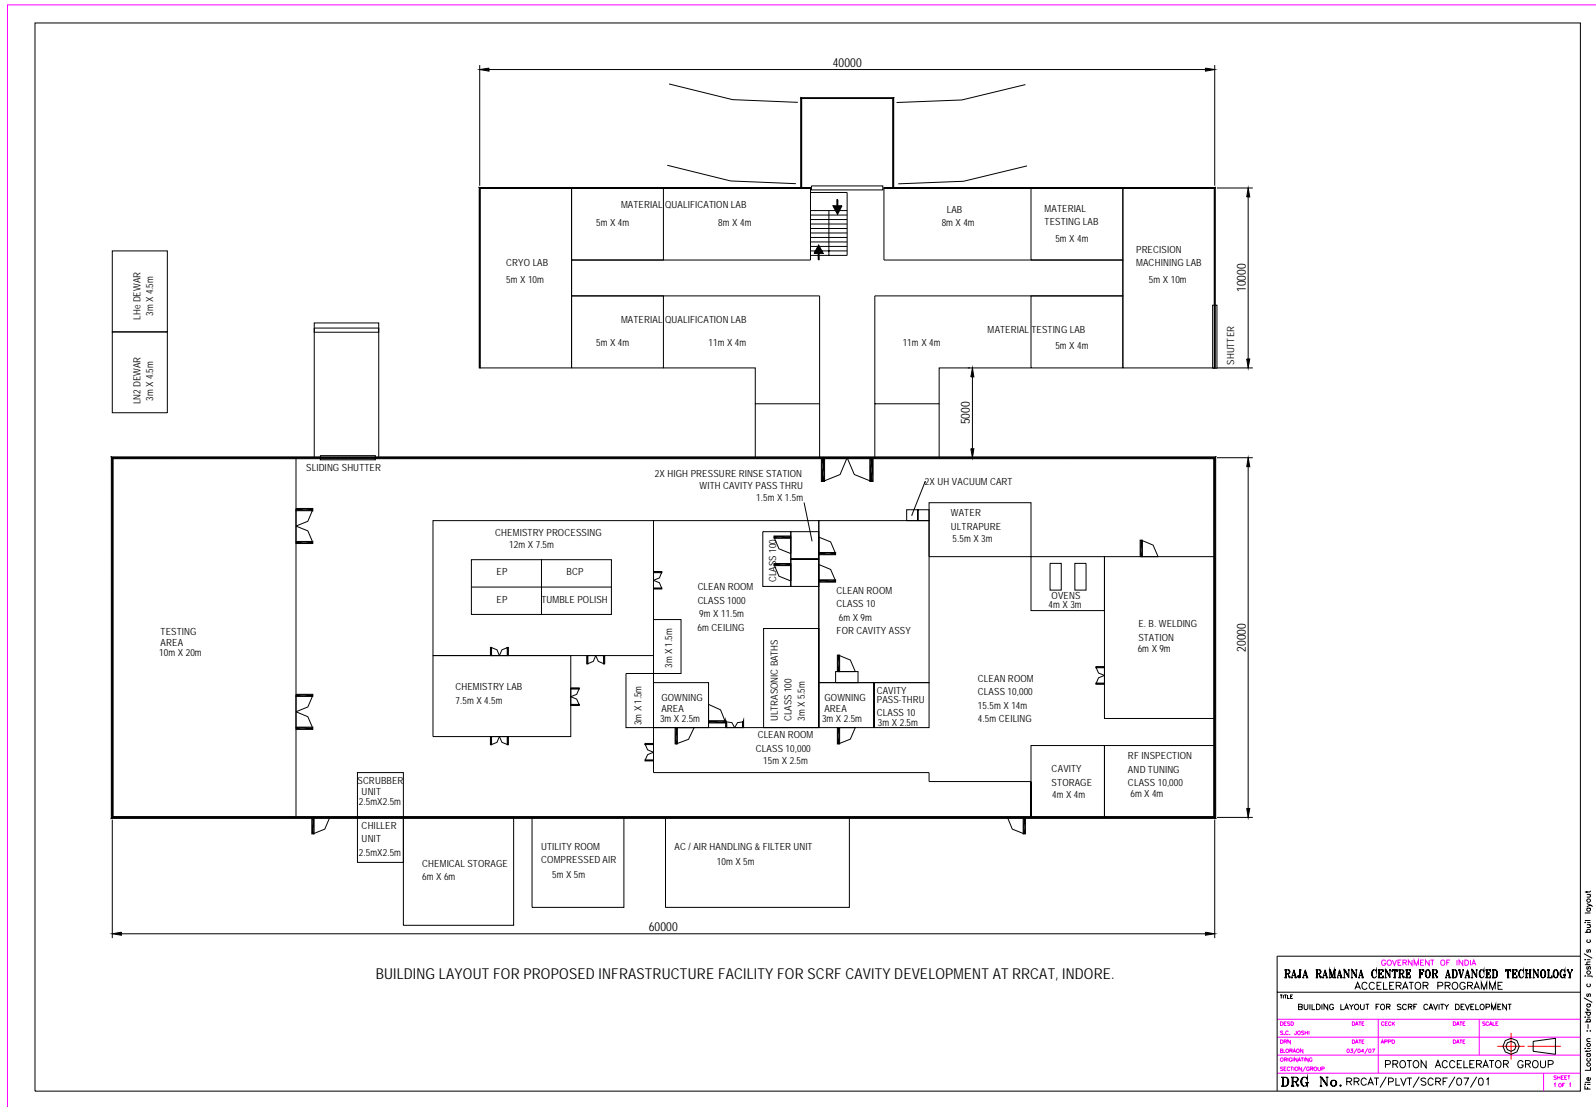 40000
MATERIAL QUALIFICATION LAB
5m X 4m
8m X 4m
LAB
8m X 4m
MATERIAL
TESTING LAB
5m X 4m
CRYO LAB
5m X 10m
PRECISION
MACHINING LAB
5m X 10m
10000
LHe DEWAR
3m X 4.5m
LN2 DEWAR
3m X 4.5m
MATERIAL QUALIFICATION LAB
5m X 4m
11m X 4m
11m X 4m
MATERIAL TESTING LAB
5m X 4m
SHUTTER
5000
SLIDING SHUTTER
2X HIGH PRESSURE RINSE STATION
WITH CAVITY PASS THRU
1.5m X 1.5m
2X UH VACUUM CART
WATER
ULTRAPURE
5.5m X 3m
CHEMISTRY PROCESSING
12m X 7.5m
EP
BCP
EP
TUMBLE POLISH
CLASS 100
CLEAN ROOM
CLASS 1000
9m X 11.5m
6m CEILING
CLEAN ROOM
CLASS 10
6m X 9m
FOR CAVITY ASSY
OVENS
4m X 3m
E. B. WELDING
STATION
6m X 9m
20000
TESTING
AREA
10m X 20m
3m X 1.5m
3m X 1.5m
CHEMISTRY LAB
7.5m X 4.5m
GOWNING
AREA
3m X 2.5m
ULTRASONIC BATHS
CLASS 100
3m X 5.5m
GOWNING
AREA
3m X 2.5m
CAVITY
PASS-THRU
CLASS 10
3m X 2.5m
CLEAN ROOM
CLASS 10,000
15.5m X 14m
4.5m CEILING
CLEAN ROOM
CLASS 10,000
15m X 2.5m
CAVITY
STORAGE
4m X 4m
RF INSPECTION
AND TUNING
CLASS 10,000
6m X 4m
SCRUBBER
UNIT
2.5mX2.5m
CHILLER
UNIT
2.5mX2.5m
CHEMICAL STORAGE
6m X 6m
UTILITY ROOM
COMPRESSED AIR
5m X 5m
AC / AIR HANDLING & FILTER UNIT
10m X 5m
60000
BUILDING LAYOUT FOR PROPOSED INFRASTRUCTURE FACILITY FOR SCRF CAVITY DEVELOPMENT AT RRCAT, INDORE.
GOVERNMENT OF INDIA
RAJA RAMANNA CENTRE FOR ADVANCED TECHNOLOGY
ACCELERATOR PROGRAMME
TITLE
BUILDING LAYOUT FOR SCRF CAVITY DEVELOPMENT
DESD DATE CECK DATE SCALE
S.C. JOSHI
DRN DATE APPD DATE
03/04/07
ORIGINATING
SECTION/GROUP
PROTON ACCELERATOR GROUP
DRG No. RRCAT/PLVT/SCRF/07/01
SHEET
1 OF 1
File Location :-bidra/s c joshi/s c buil layout